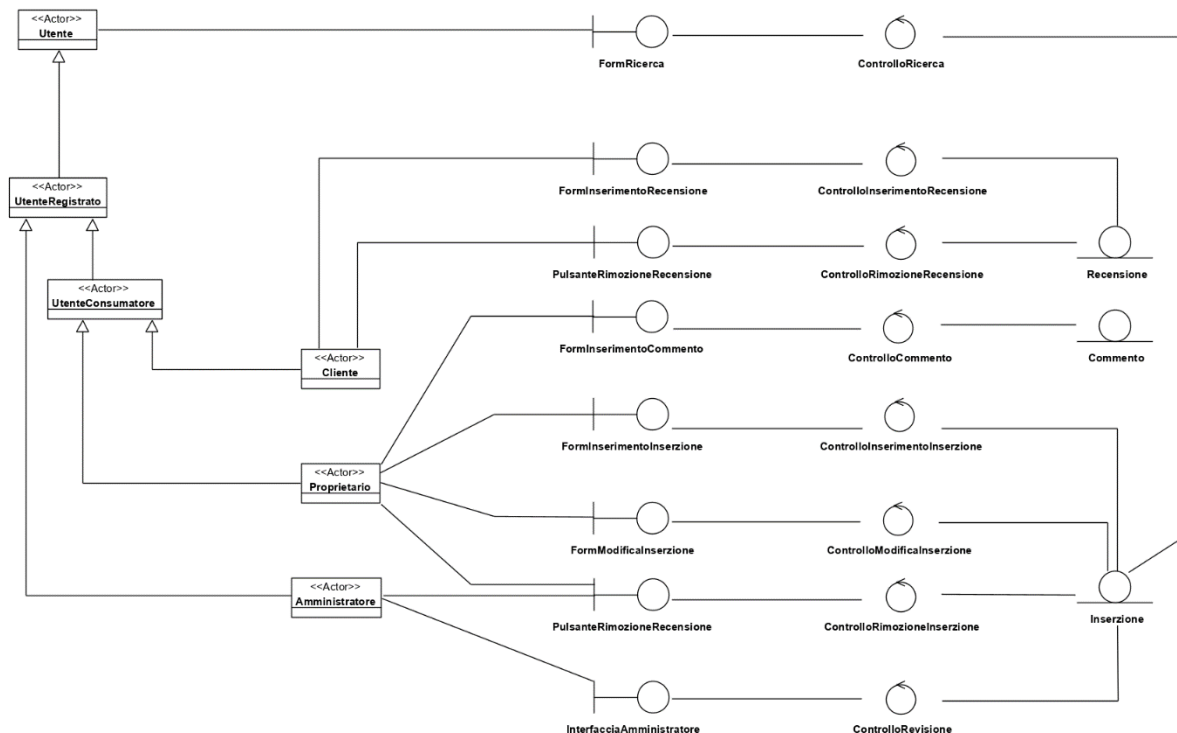 <<Actor>>
Utente
FormRicerca
ControlloRicerca
<<Actor>>
UtenteRegistrato
FormInserimentoRecensione
ControlloInserimentoRecensione
<<Actor>>
UtenteConsumatore
PulsanteRimozioneRecensione
ControlloRimozioneRecensione
Recensione
<<Actor>>
Cliente
FormInserimentoCommento
ControlloCommento
Commento
FormInserimentoInserzione
ControlloInserimentoInserzione
<<Actor>>
Proprietario
FormModificaInserzione
ControlloModificaInserzione
<<Actor>>
Amministratore
PulsanteRimozioneRecensione
ControlloRimozioneInserzione
Inserzione
InterfacciaAmministratore
ControlloRevisione